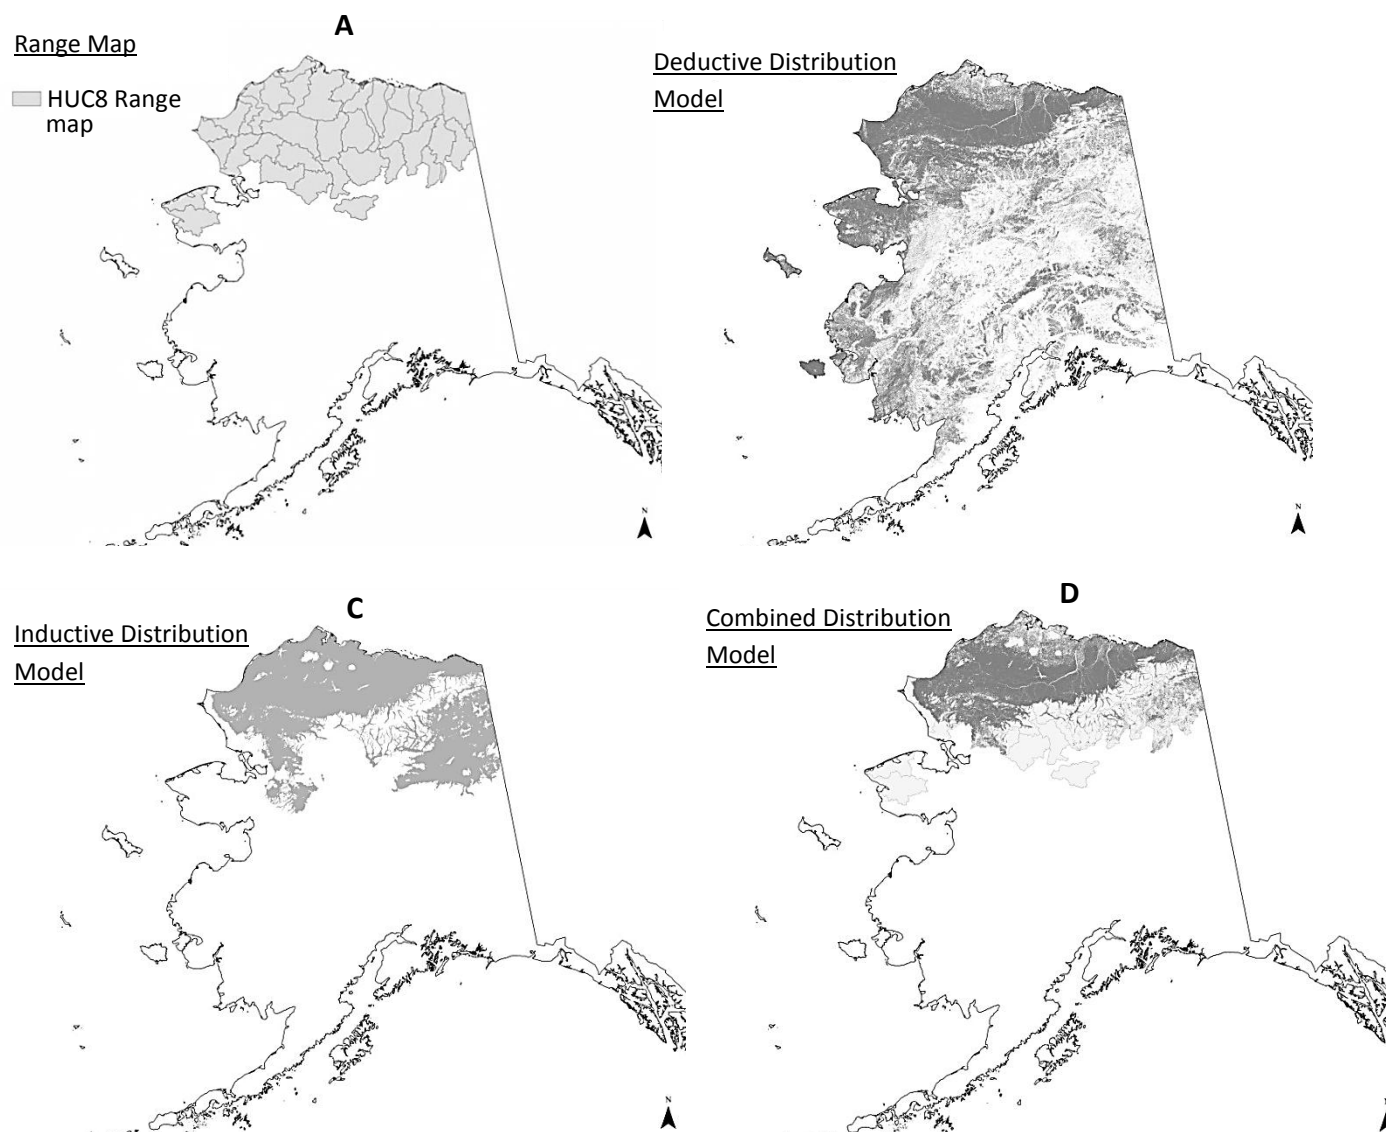 A
Range Map
HUC8 Range
map
N
Deductive Distribution
Model
N
C
Inductive Distribution
Model
N
D
Combined Distribution
Model